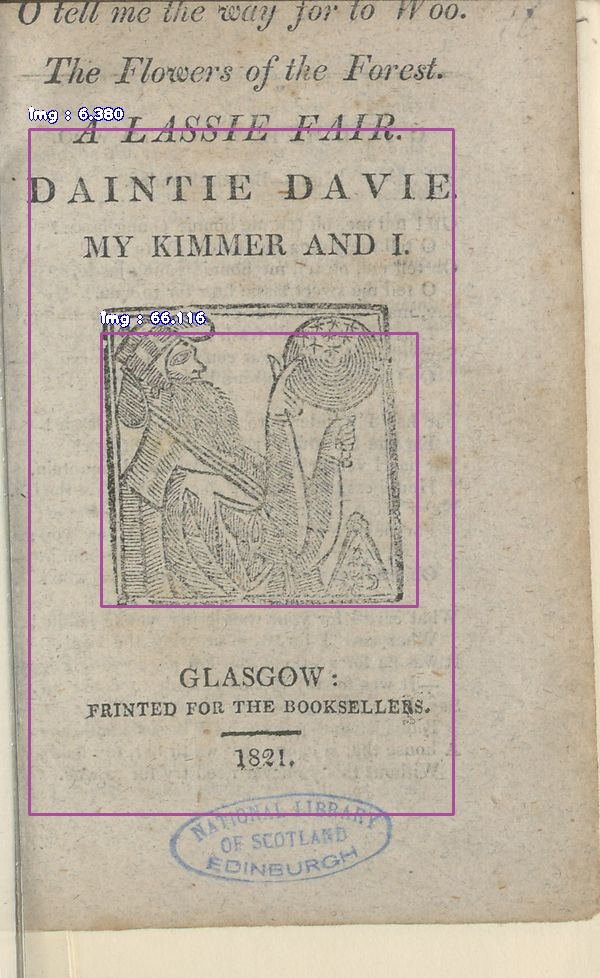 O tell me the way for to Woo.
The Flowers of the Forest.
Img : 6.380
A LASSIE FAIR.
DAINTIE DAVIE
MY KIMMER AND I.
Img : 66.116
GLASGOW:
PRINTED FOR THE BOOKSELLERS.
1821.
NATIONAL LIBRARY
OF SCOTLAND
EDINBURGH